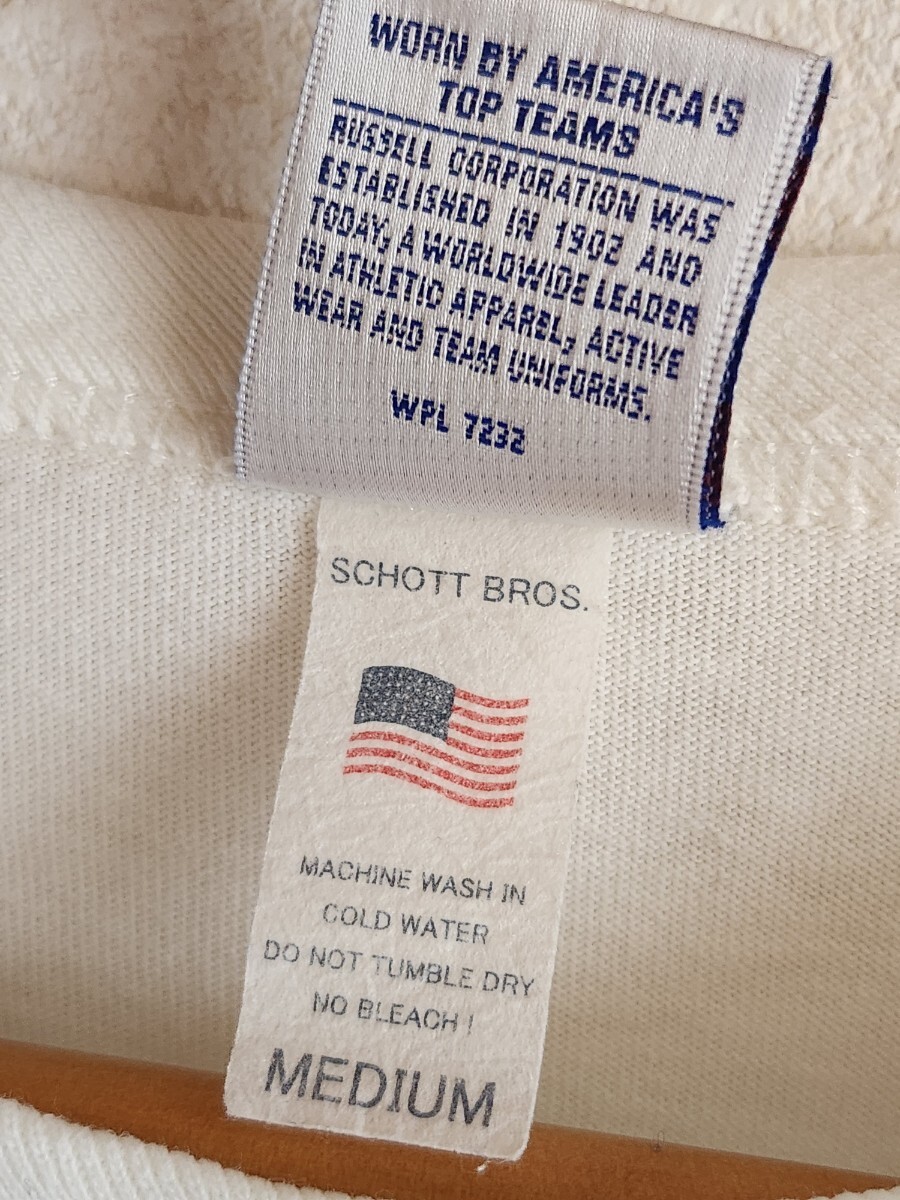 WORN BY AMERICA'S
TOP TEAMS
RUSSELL CORPORATION WAS
ESTABLISHED IN 1902 AND
TODAY, A WORLDWIDE LEADER
IN ATHLETIC APPAREL, ACTIVE
WEAR AND TEAM UNIFORMS.
WPL 7232
SCHOTT BROS.
MACHINE WASH IN
COLD WATER
DO NOT TUMBLE DRY
NO BLEACH !
MEDIUM